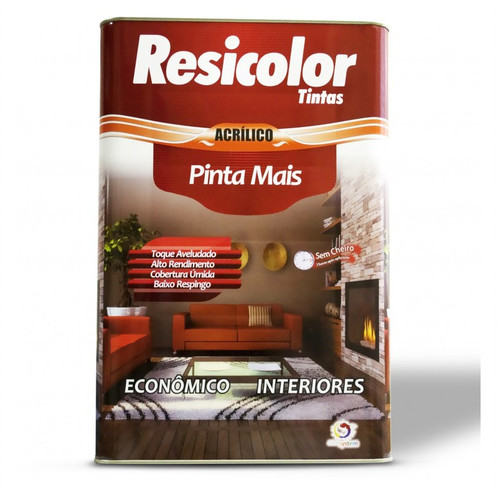 Resicolor
Tintas
ACRÍLICO
Pinta Mais
Toque Aveludado
Alto Rendimento
Cobertura Úmida
Baixo Respingo
Sem Cheiro
ECONÔMICO INTERIORES